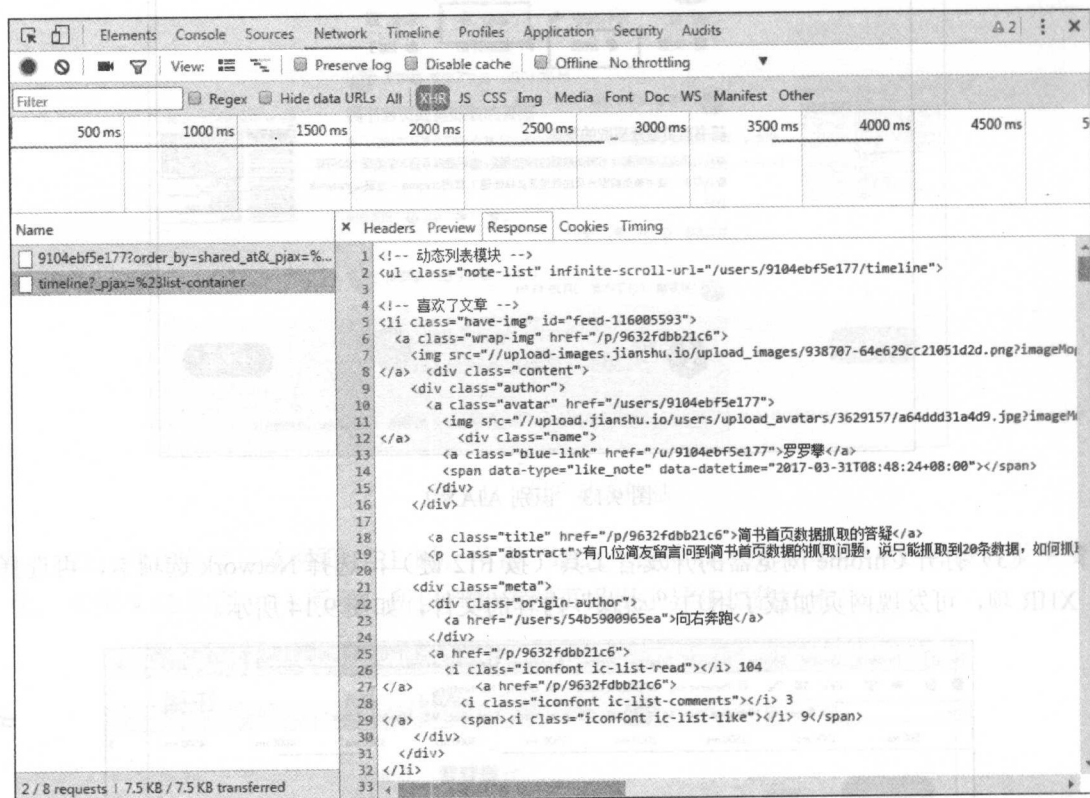 Elements Console Sources Network Timeline Profiles Application Security Audits 2
View: Preserve log Disable cache Offline No throttling
Filter Regex Hide data URLs All XHR JS CSS Img Media Font Doc WS Manifest Other
500 ms 1000 ms 1500 ms 2000 ms 2500 ms 3000 ms 3500 ms 4000 ms 4500 ms 5
Name
9104ebf5e177?order_by=shared_at&_pjax=%...
timeline?_pjax=%23list-container
2 / 8 requests | 7.5 KB / 7.5 KB transferred
× Headers Preview Response Cookies Timing
1 <!-- 动态列表模块 -->
2 <ul class="note-list" infinite-scroll-url="/users/9104ebf5e177/timeline">
3
4 <!-- 喜欢了文章 -->
5 <li class="have-img" id="feed-116005593">
6 <a class="wrap-img" href="/p/9632fdbb21c6">
7 <img src="//upload-images.jianshu.io/upload_images/938707-64e629cc21051d2d.png?imageMog
8 </a> <div class="content">
9 <div class="author">
10 <a class="avatar" href="/users/9104ebf5e177">
11 <img src="//upload.jianshu.io/users/upload_avatars/3629157/a64ddd31a4d9.jpg?imageMo
12 </a> <div class="name">
13 <a class="blue-link" href="/u/9104ebf5e177">罗罗攀</a>
14 <span data-type="like_note" data-datetime="2017-03-31T08:48:24+08:00"></span>
15 </div>
16 </div>
17
18 <a class="title" href="/p/9632fdbb21c6">简书首页数据抓取的答疑</a>
19 <p class="abstract">有几位简友留言问到简书首页数据的抓取问题，说只能抓取到20条数据，如何抓取
20
21 <div class="meta">
22 <div class="origin-author">
23 <a href="/users/54b5900965ea">向右奔跑</a>
24 </div>
25 <a href="/p/9632fdbb21c6">
26 <i class="iconfont ic-list-read"></i> 104
27 </a> <a href="/p/9632fdbb21c6">
28 <i class="iconfont ic-list-comments"></i> 3
29 </a> <span><i class="iconfont ic-list-like"></i> 9</span>
30 </div>
31 </div>
32 </li>
33